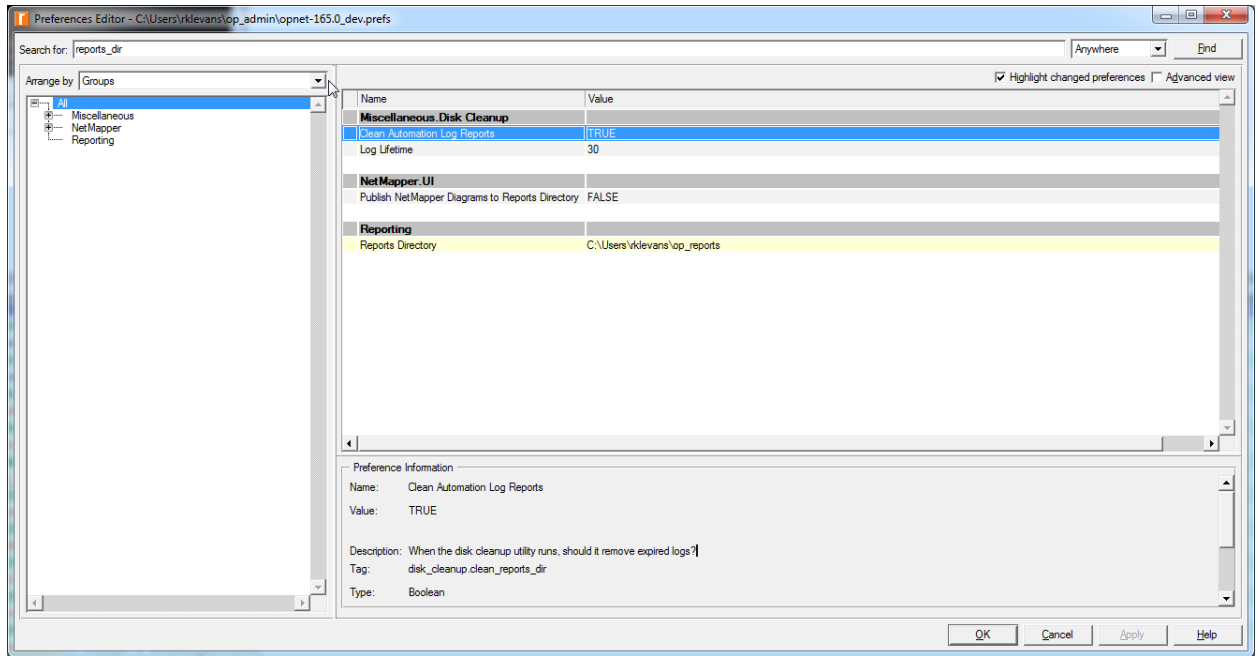 Preferences Editor - C:\Users\rklevans\op_admin\opnet-165.0_dev.prefs
Search for: reports_dir Anywhere Find
Arrange by Groups
Highlight changed preferences Advanced view
All
Miscellaneous
NetMapper
Reporting
Name Value
Miscellaneous.Disk Cleanup
Clean Automation Log Reports TRUE
Log Lifetime 30
NetMapper.UI
Publish NetMapper Diagrams to Reports Directory FALSE
Reporting
Reports Directory C:\Users\rklevans\op_reports
Preference Information
Name: Clean Automation Log Reports
Value: TRUE
Description: When the disk cleanup utility runs, should it remove expired logs?
Tag: disk_cleanup.clean_reports_dir
Type: Boolean
OK Cancel Apply Help